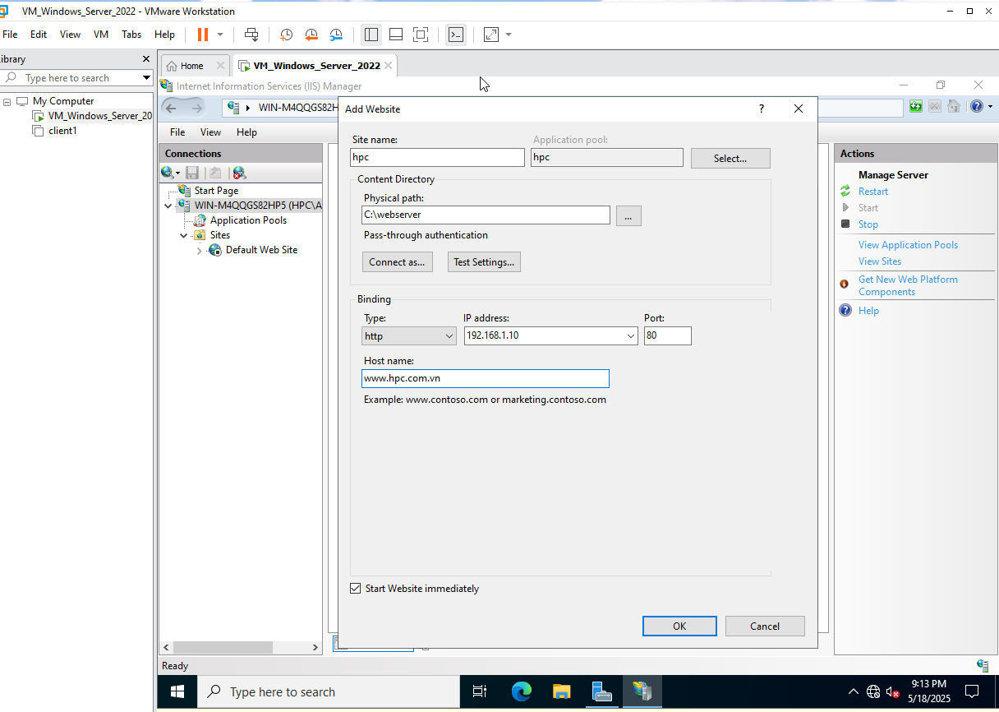 VM_Windows_Server_2022 - VMware Workstation
File Edit View VM Tabs Help
ibrary
Home VM_Windows_Server_2022
Type here to search
Internet Information Services (IIS) Manager
My Computer
VM_Windows_Server_20
client1
WIN-M4QQGS82H
Add Website ?
File View Help
Connections
Start Page
WIN-M4QQGS82HP5 (HPC\A
Application Pools
Sites
Default Web Site
Site name: Application pool:
hpc hpc Select...
Content Directory
Physical path:
C:\webserver ...
Pass-through authentication
Connect as... Test Settings...
Binding
Type: IP address: Port:
http 192.168.1.10 80
Host name:
www.hpc.com.vn
Example: www.contoso.com or marketing.contoso.com
Start Website immediately
OK Cancel
Actions
Manage Server
Restart
Start
Stop
View Application Pools
View Sites
Get New Web Platform
Components
Help
Ready
Type here to search
9:13 PM
5/18/2025